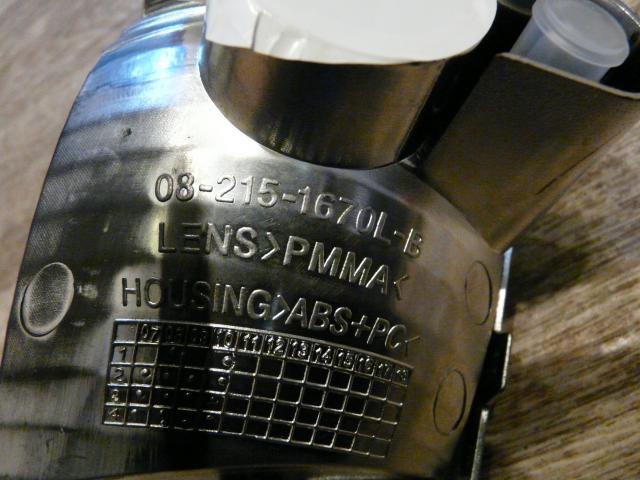 08-215-1670L-B
LENS>PMMA<
HOUSING>ABS+PC<
07 08 09 10 11 12 13 14 15 16 17 18
1
2
3
4